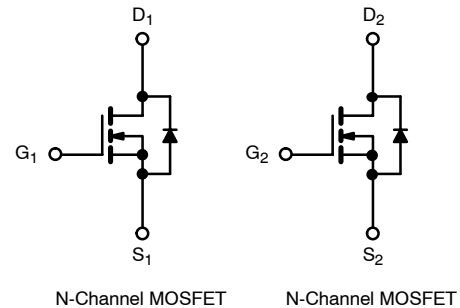 D1 D2
G1 G2
S1 S2
N-Channel MOSFET N-Channel MOSFET